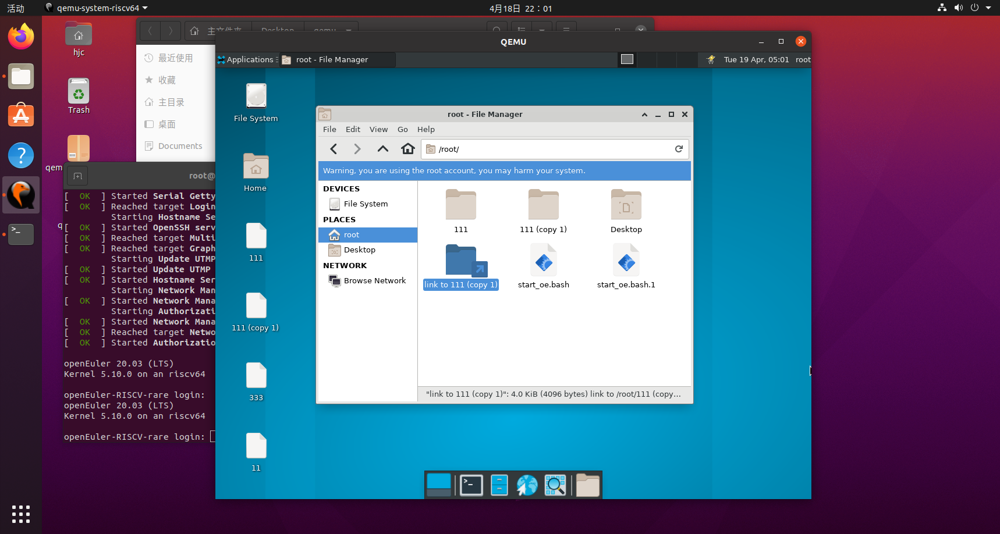 活动
qemu-system-riscv64
4月18日 22：01
hjc
Trash
qem
q
主文件夹
Desktop
qemu
最近使用
收藏
主目录
桌面
Documents
root@
[  OK  ] Started Serial Getty
[  OK  ] Reached target Login
Starting Hostname Se
[  OK  ] Started OpenSSH serv
[  OK  ] Reached target Multi
[  OK  ] Reached target Graph
Starting Update UTMP
[  OK  ] Started Update UTMP
[  OK  ] Started Hostname Ser
Starting Network Man
[  OK  ] Started Network Mana
Starting Authorizati
[  OK  ] Started Network Mana
[  OK  ] Reached target Netwo
[  OK  ] Started Authorizatio
openEuler 20.03 (LTS)
Kernel 5.10.0 on an riscv64
openEuler-RISCV-rare login:
openEuler 20.03 (LTS)
Kernel 5.10.0 on an riscv64
openEuler-RISCV-rare login:
QEMU
Applications
root - File Manager
Tue 19 Apr, 05:01
root
File System
Home
111
111 (copy 1)
333
11
root - File Manager
File Edit View Go Help
/root/
Warning, you are using the root account, you may harm your system.
DEVICES
File System
PLACES
root
Desktop
NETWORK
Browse Network
111
111 (copy 1)
Desktop
link to 111 (copy 1)
start_oe.bash
start_oe.bash.1
"link to 111 (copy 1)": 4.0 KiB (4096 bytes) link to /root/111 (copy...